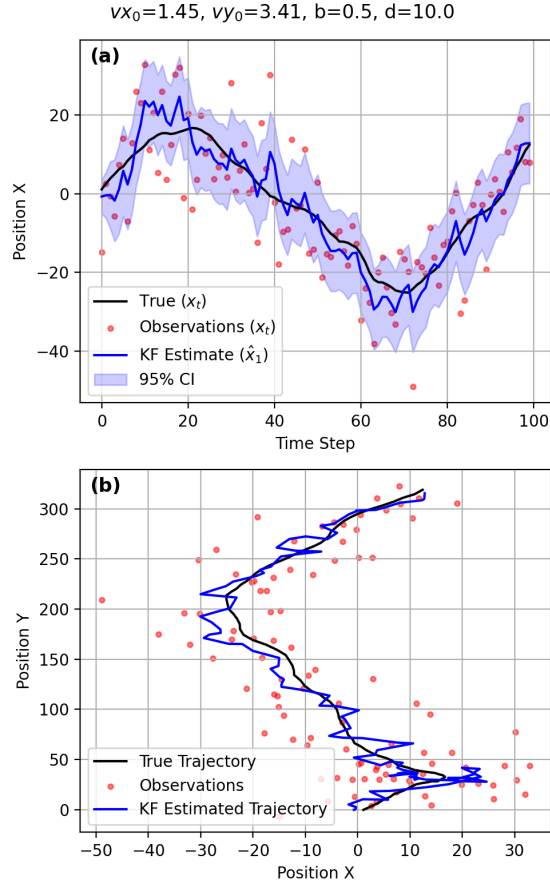 vx₀=1.45, vy₀=3.41, b=0.5, d=10.0
(a)
20
0
−20
−40
Position X
True (xₜ)
Observations (xₜ)
KF Estimate (x̂₁)
95% CI
0 20 40 60 80 100
Time Step
(b)
300
250
200
150
100
50
0
Position Y
True Trajectory
Observations
KF Estimated Trajectory
−50 −40 −30 −20 −10 0 10 20 30
Position X